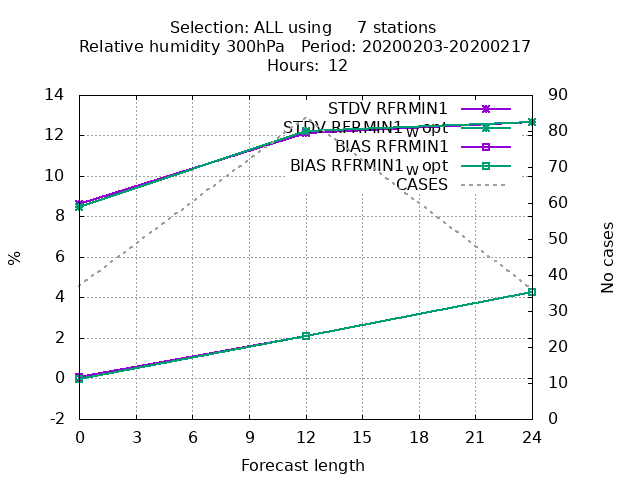 Selection: ALL using     7 stations
Relative humidity 300hPa   Period: 20200203-20200217
Hours:  12
14
12
10
8
6
4
2
0
-2
%
90
80
70
60
50
40
30
20
10
0
No cases
STDV RFRMIN1
STDV RFRMIN1_w opt
BIAS RFRMIN1
BIAS RFRMIN1_w opt
CASES
0 3 6 9 12 15 18 21 24
Forecast length